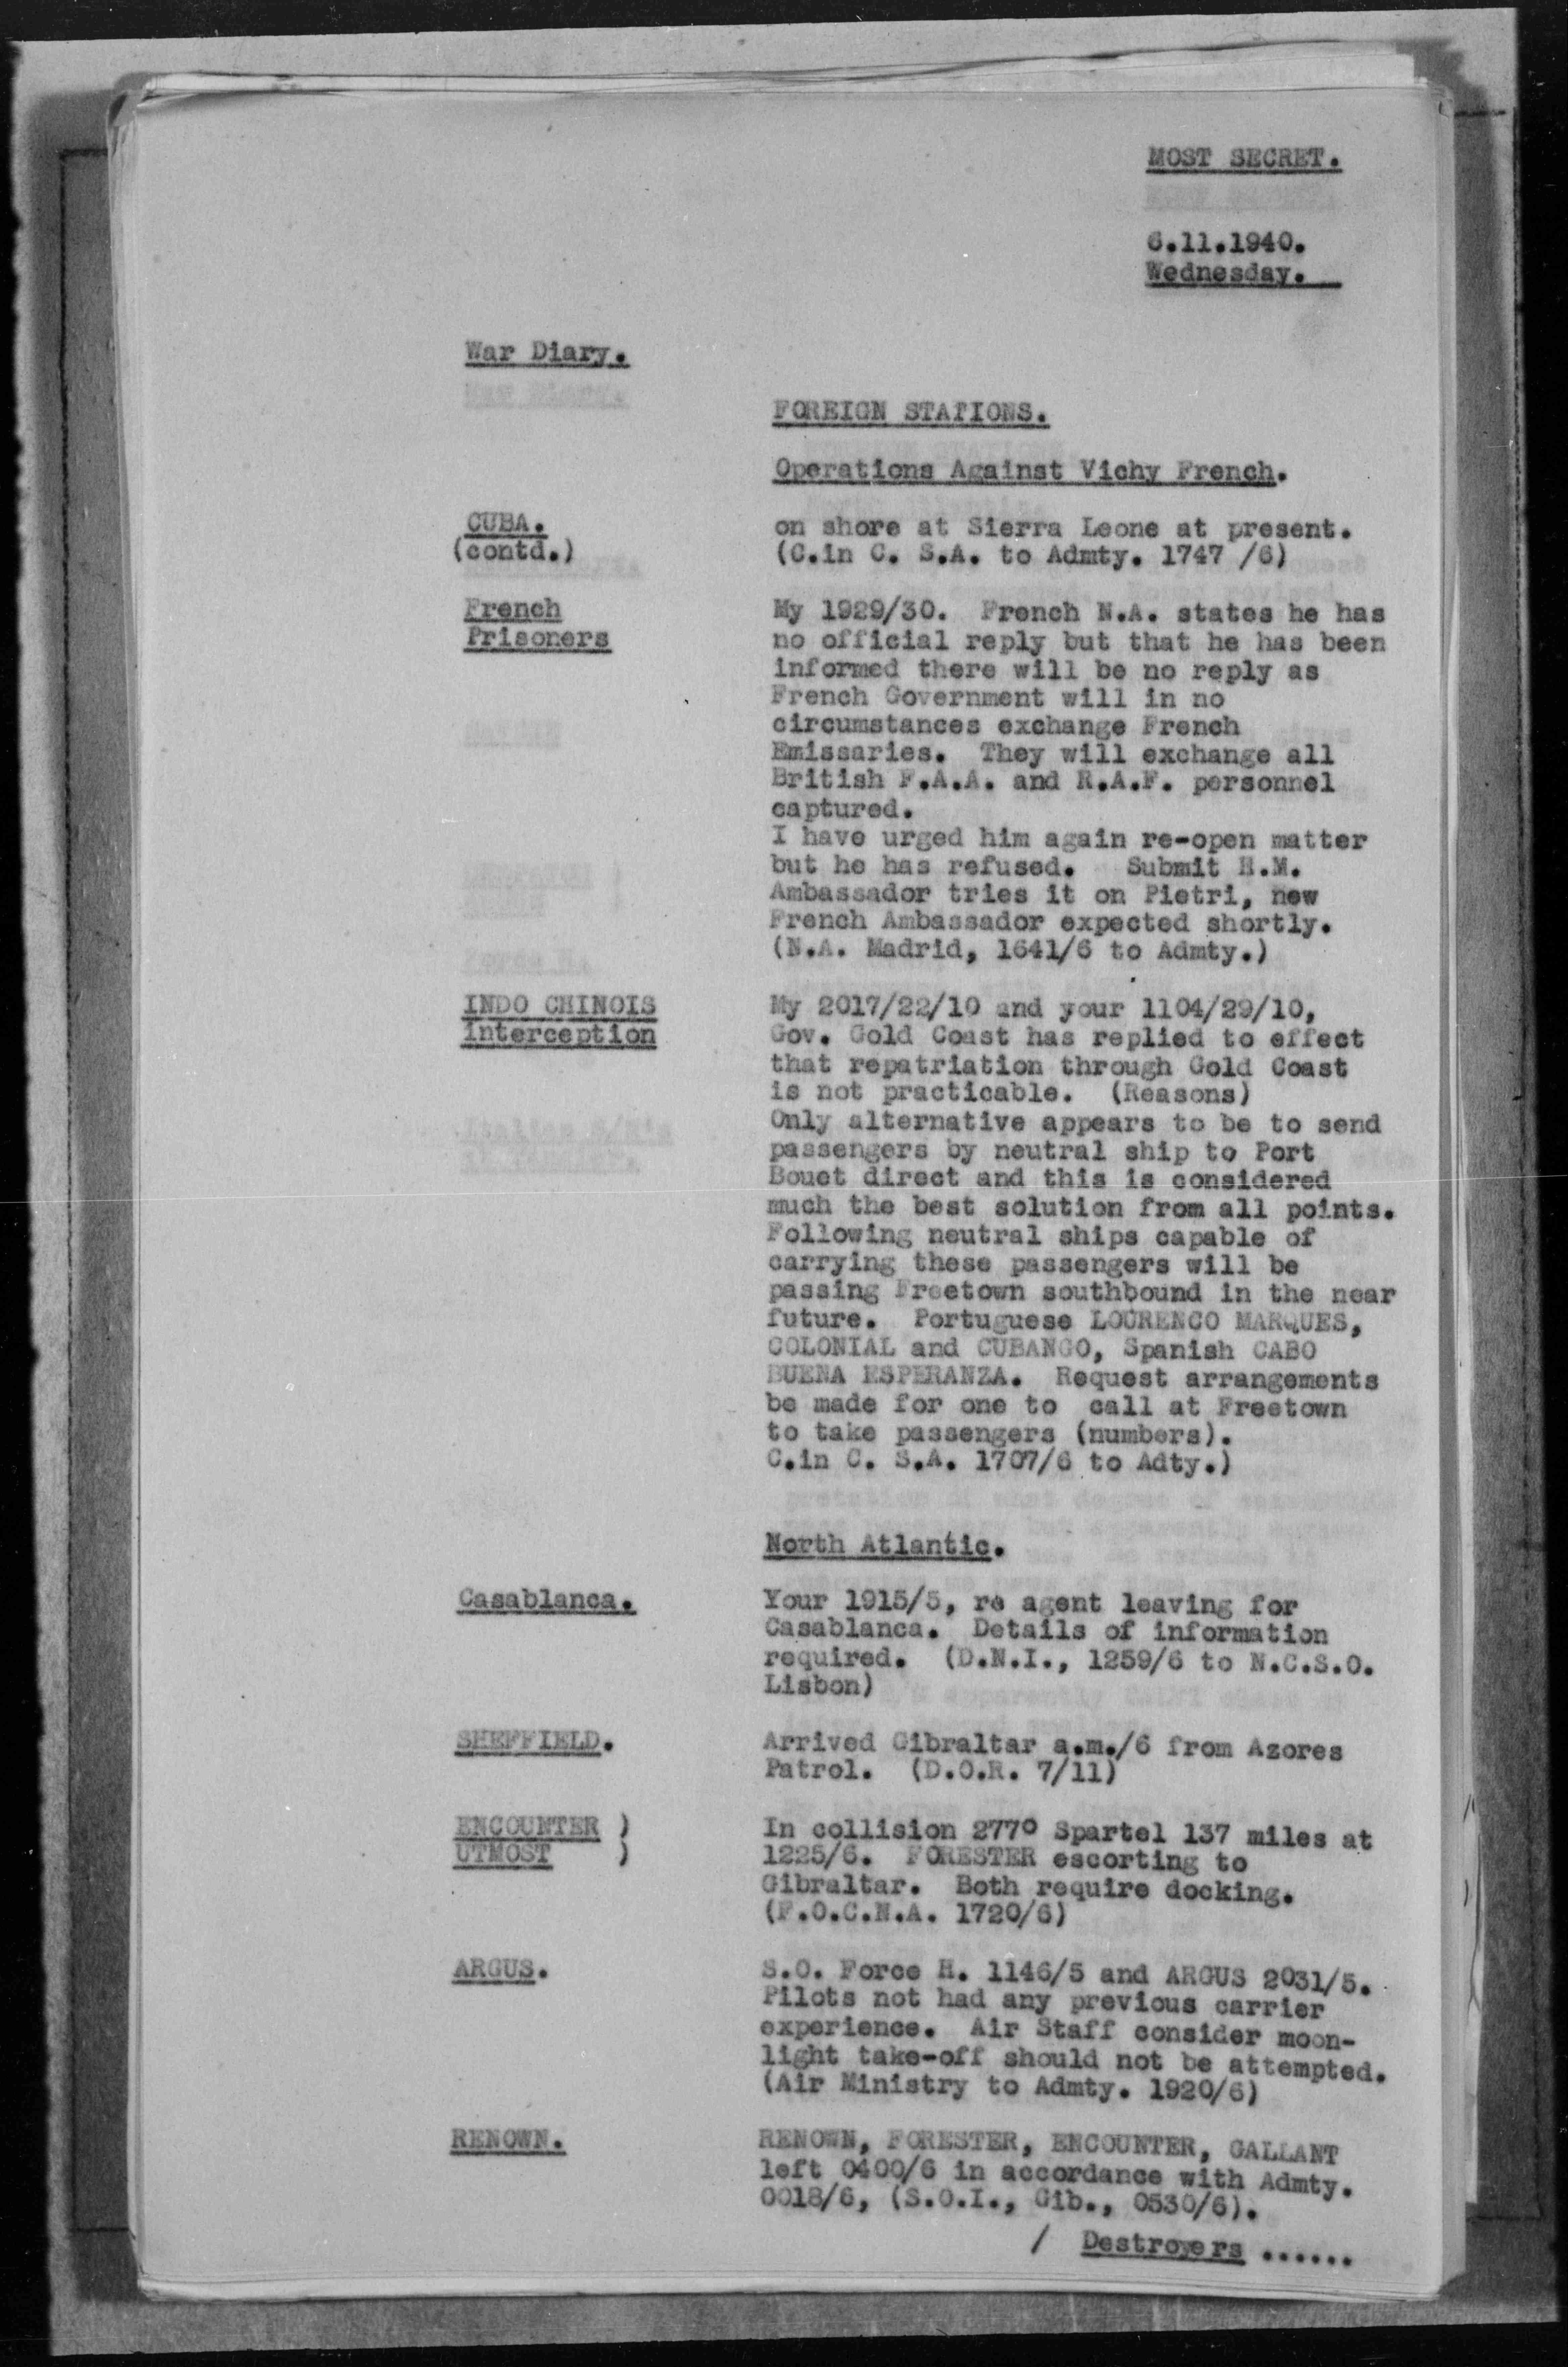 MOST SECRET.
6.11.1940.
Wednesday.
War Diary.
FOREIGN STATIONS.
Operations Against Vichy French.
CUBA.
(contd.)
on shore at Sierra Leone at present.
(C.in C. S.A. to Admty. 1747 /6)
French
Prisoners
My 1929/30. French N.A. states he has
no official reply but that he has been
informed there will be no reply as
French Government will in no
circumstances exchange French
Emissaries. They will exchange all
British F.A.A. and R.A.F. personnel
captured.
I have urged him again re-open matter
but he has refused. Submit H.M.
Ambassador tries it on Pietri, new
French Ambassador expected shortly.
(N.A. Madrid, 1641/6 to Admty.)
INDO CHINOIS
Interception
My 2017/22/10 and your 1104/29/10,
Gov. Gold Coast has replied to effect
that repatriation through Gold Coast
is not practicable. (Reasons)
Only alternative appears to be to send
passengers by neutral ship to Port
Bouet direct and this is considered
much the best solution from all points.
Following neutral ships capable of
carrying these passengers will be
passing Freetown southbound in the near
future. Portuguese LOURENCO MARQUES,
COLONIAL and CUBANGO, Spanish CABO
BUENA ESPERANZA. Request arrangements
be made for one to call at Freetown
to take passengers (numbers).
C.in C. S.A. 1707/6 to Adty.)
North Atlantic.
Casablanca.
Your 1915/5, re agent leaving for
Casablanca. Details of information
required. (D.N.I., 1259/6 to N.C.S.O.
Lisbon)
SHEFFIELD.
Arrived Gibraltar a.m./6 from Azores
Patrol. (D.O.R. 7/11)
ENCOUNTER )
UTMOST )
In collision 277° Spartel 137 miles at
1225/6. FORESTER escorting to
Gibraltar. Both require docking.
(F.O.C.N.A. 1720/6)
ARGUS.
S.O. Force H. 1146/5 and ARGUS 2031/5.
Pilots not had any previous carrier
experience. Air Staff consider moon-
light take-off should not be attempted.
(Air Ministry to Admty. 1920/6)
RENOWN.
RENOWN, FORESTER, ENCOUNTER, GALLANT
left 0400/6 in accordance with Admty.
0018/6, (S.O.I., Gib., 0530/6).
/ Destroyers ......